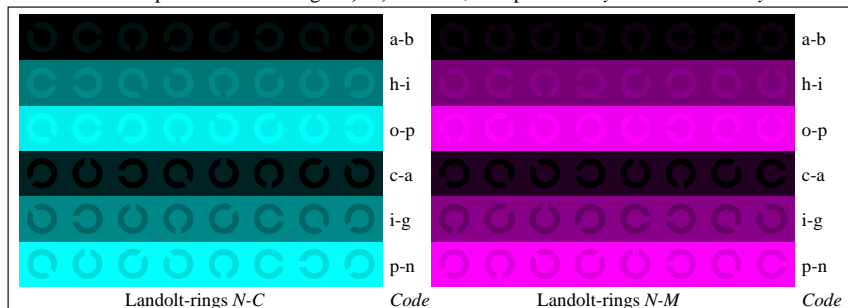 a-b a-b
h-i h-i
o-p o-p
c-a c-a
i-g i-g
p-n p-n
Landolt-rings N-C Code Landolt-rings N-M Code